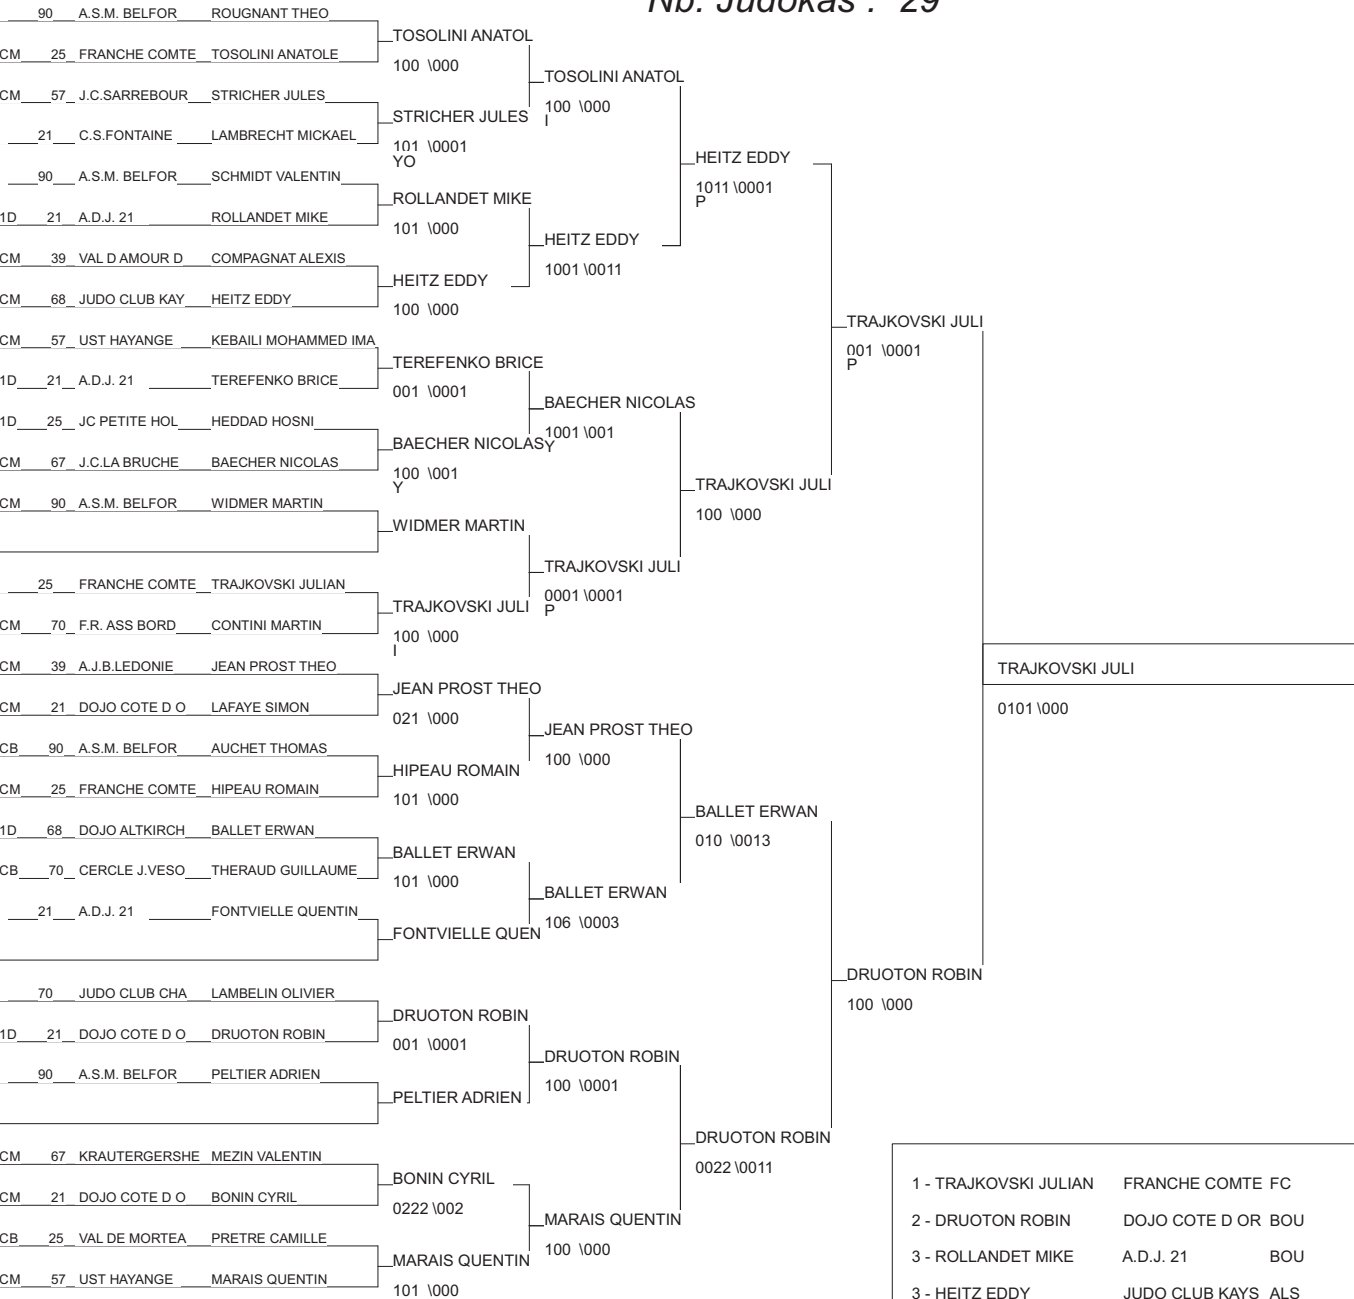 Nb. Judokas : 29
90 A.S.M. BELFOR ROUGNANT THEO
CM 25 FRANCHE COMTE TOSOLINI ANATOLE
CM 57 J.C.SARREBOUR STRICHER JULES
21 C.S.FONTAINE LAMBRECHT MICKAEL
90 A.S.M. BELFOR SCHMIDT VALENTIN
1D 21 A.D.J. 21 ROLLANDET MIKE
CM 39 VAL D AMOUR D COMPAGNAT ALEXIS
CM 68 JUDO CLUB KAY HEITZ EDDY
CM 57 UST HAYANGE KEBAILI MOHAMMED IMA
1D 21 A.D.J. 21 TEREFENKO BRICE
1D 25 JC PETITE HOL HEDDAD HOSNI
CM 67 J.C.LA BRUCHE BAECHER NICOLAS
CM 90 A.S.M. BELFOR WIDMER MARTIN
25 FRANCHE COMTE TRAJKOVSKI JULIAN
CM 70 F.R. ASS BORD CONTINI MARTIN
CM 39 A.J.B.LEDONIE JEAN PROST THEO
CM 21 DOJO COTE D O LAFAYE SIMON
CB 90 A.S.M. BELFOR AUCHET THOMAS
CM 25 FRANCHE COMTE HIPEAU ROMAIN
1D 68 DOJO ALTKIRCH BALLET ERWAN
CB 70 CERCLE J.VESO THERAUD GUILLAUME
21 A.D.J. 21 FONTVIELLE QUENTIN
70 JUDO CLUB CHA LAMBELIN OLIVIER
1D 21 DOJO COTE D O DRUOTON ROBIN
90 A.S.M. BELFOR PELTIER ADRIEN
CM 67 KRAUTERGERSHE MEZIN VALENTIN
CM 21 DOJO COTE D O BONIN CYRIL
CB 25 VAL DE MORTEA PRETRE CAMILLE
CM 57 UST HAYANGE MARAIS QUENTIN
TOSOLINI ANATOL
100 \000
STRICHER JULES
101 \0001
YO
ROLLANDET MIKE
101 \000
HEITZ EDDY
100 \000
TEREFENKO BRICE
001 \0001
BAECHER NICOLAS
100 \001
Y
WIDMER MARTIN
TRAJKOVSKI JULI
100 \000
I
JEAN PROST THEO
021 \000
HIPEAU ROMAIN
101 \000
BALLET ERWAN
101 \000
FONTVIELLE QUEN
DRUOTON ROBIN
001 \0001
PELTIER ADRIEN
BONIN CYRIL
0222 \002
MARAIS QUENTIN
101 \000
TOSOLINI ANATOL
100 \000
I
HEITZ EDDY
1001 \0011
BAECHER NICOLAS
1001 \001
Y
TRAJKOVSKI JULI
0001 \0001
P
JEAN PROST THEO
100 \000
BALLET ERWAN
106 \0003
DRUOTON ROBIN
100 \0001
MARAIS QUENTIN
100 \000
HEITZ EDDY
1011 \0001
P
TRAJKOVSKI JULI
100 \000
BALLET ERWAN
010 \0013
DRUOTON ROBIN
0022 \0011
TRAJKOVSKI JULI
001 \0001
P
DRUOTON ROBIN
100 \000
TRAJKOVSKI JULI
0101 \000
1 - TRAJKOVSKI JULIAN FRANCHE COMTE FC
2 - DRUOTON ROBIN DOJO COTE D OR BOU
3 - ROLLANDET MIKE A.D.J. 21 BOU
3 - HEITZ EDDY JUDO CLUB KAYS ALS